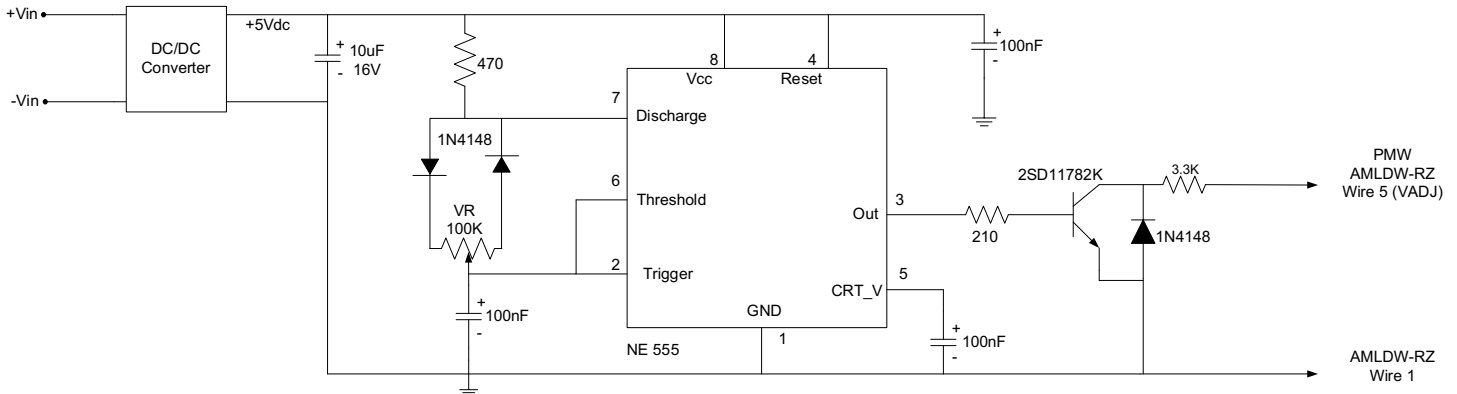 +Vin
-Vin
DC/DC
Converter
+5Vdc
+
-
10uF
16V
470
1N4148
VR
100K
+
100nF
-
7
Discharge
6
Threshold
2
Trigger
8
Vcc
4
Reset
3
Out
5
CRT_V
GND
1
NE 555
+
100nF
-
+
100nF
-
210
2SD11782K
1N4148
3.3K
PMW
AMLDW-RZ
Wire 5 (VADJ)
AMLDW-RZ
Wire 1